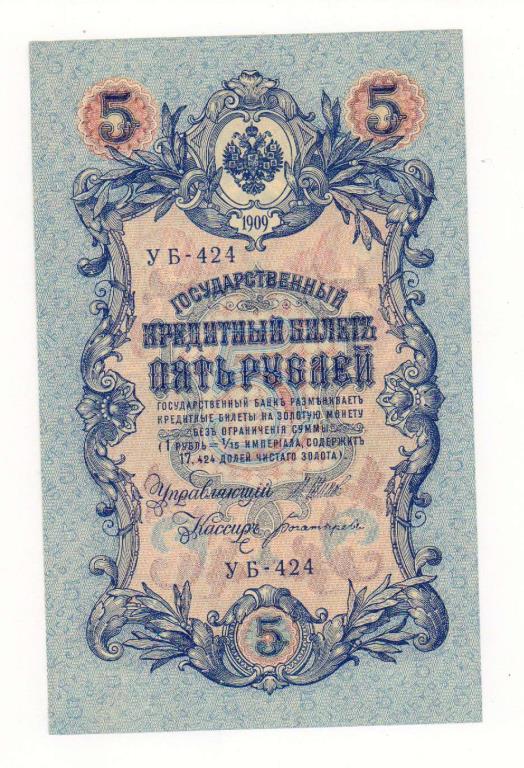 5 5
1909
УБ-424
ГОСУДАРСТВЕННЫЙ
КРЕДИТНЫЙ БИЛЕТЪ
ПЯТЬ РУБЛЕЙ
ГОСУДАРСТВЕННЫЙ БАНКЪ РАЗМѢНИВАЕТЪ
КРЕДИТНЫЕ БИЛЕТЫ НА ЗОЛОТУЮ МОНЕТУ
БЕЗЪ ОГРАНИЧЕНІЯ СУММЫ
(1 РУБЛЬ = 1/15 ИМПЕРІАЛА, СОДЕРЖИТЪ
17,424 ДОЛЕЙ ЧИСТАГО ЗОЛОТА).
Управляющій
Кассиръ Богатыревъ
УБ-424
5